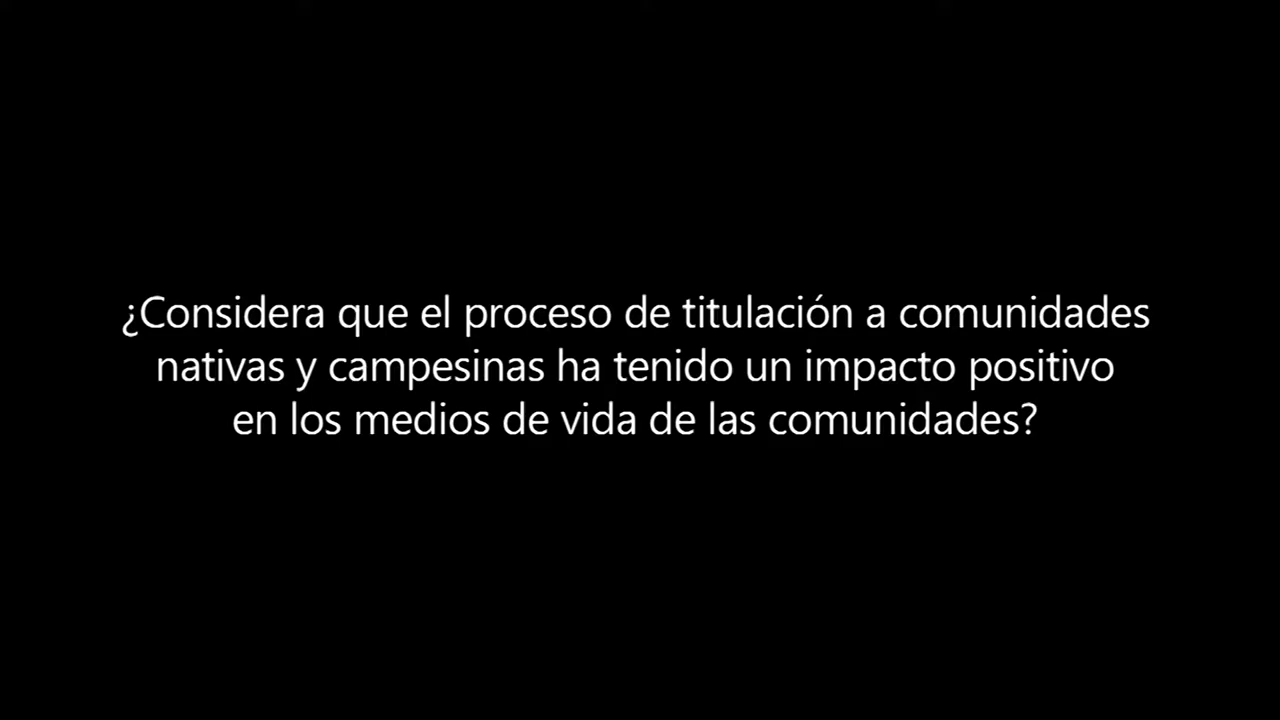 ¿Considera que el proceso de titulación a comunidades
nativas y campesinas ha tenido un impacto positivo
en los medios de vida de las comunidades?